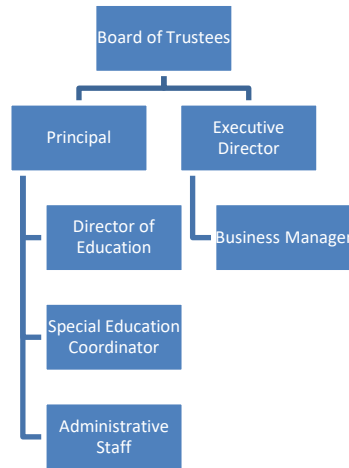 Board of Trustees
Principal
Executive
Director
Director of
Education
Business Manager
Special Education
Coordinator
Administrative
Staff